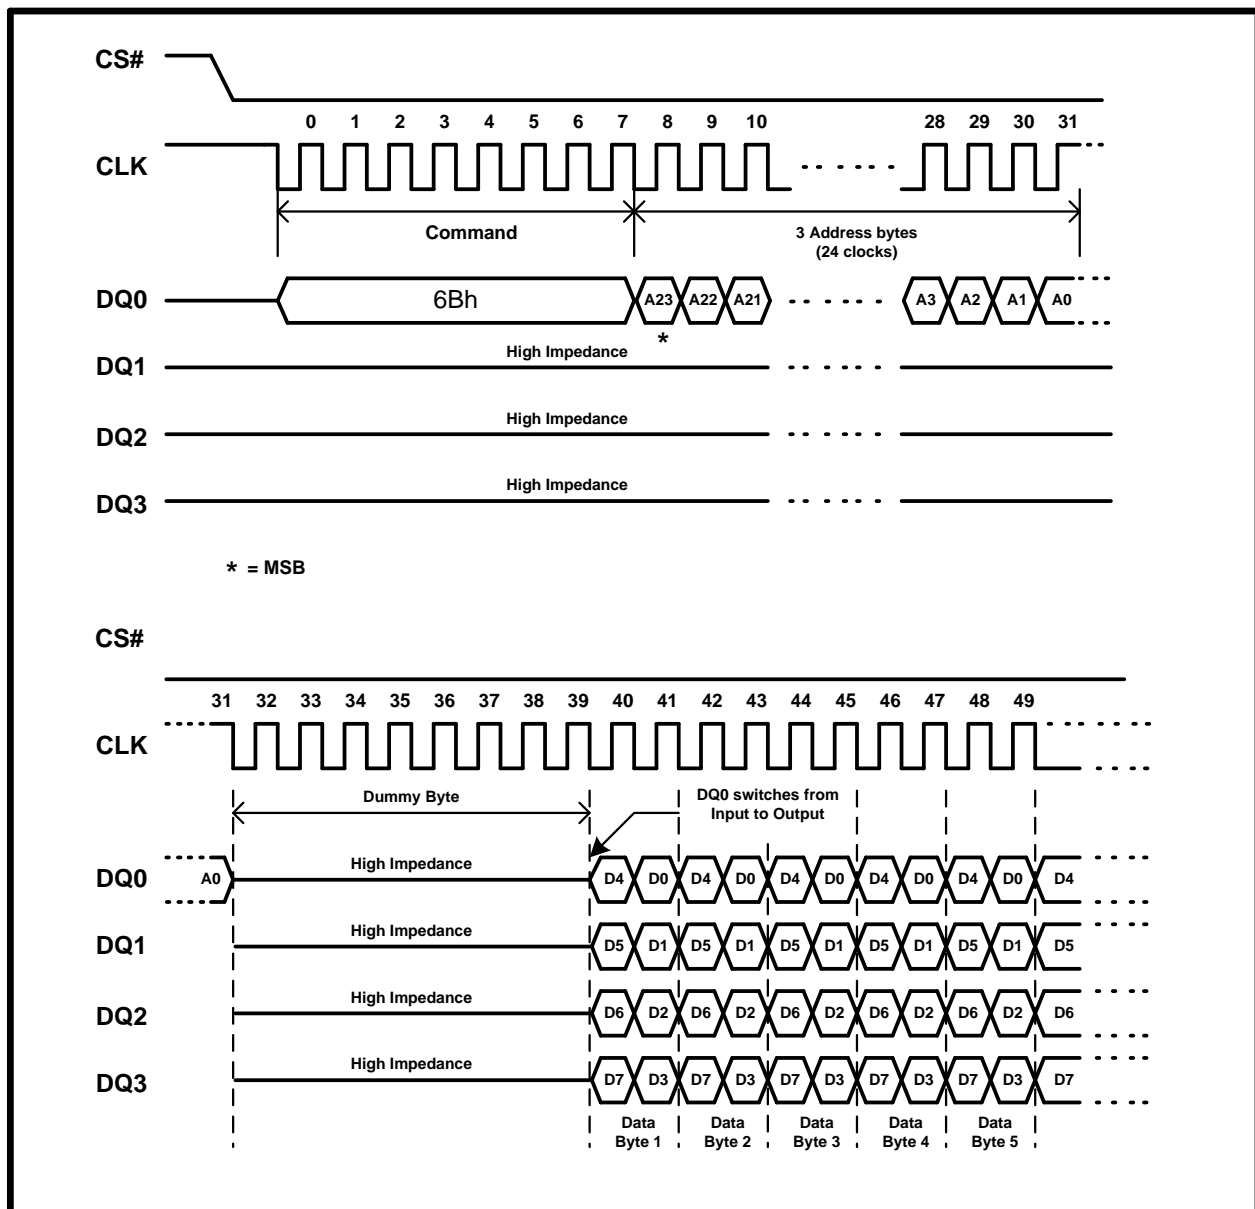 CS#
0 1 2 3 4 5 6 7 8 9 10 28 29 30 31
CLK
Command
3 Address bytes
(24 clocks)
DQ0 6Bh A23 A22 A21 A3 A2 A1 A0
*
High Impedance
DQ1
High Impedance
DQ2
High Impedance
DQ3
* = MSB
CS#
31 32 33 34 35 36 37 38 39 40 41 42 43 44 45 46 47 48 49
CLK
Dummy Byte
DQ0 switches from
Input to Output
High Impedance
DQ0 A0 D4 D0 D4 D0 D4 D0 D4 D0 D4 D0 D4
High Impedance
DQ1 D5 D1 D5 D1 D5 D1 D5 D1 D5 D1 D5
High Impedance
DQ2 D6 D2 D6 D2 D6 D2 D6 D2 D6 D2 D6
High Impedance
DQ3 D7 D3 D7 D3 D7 D3 D7 D3 D7 D3 D7
Data Data Data Data Data
Byte 1 Byte 2 Byte 3 Byte 4 Byte 5